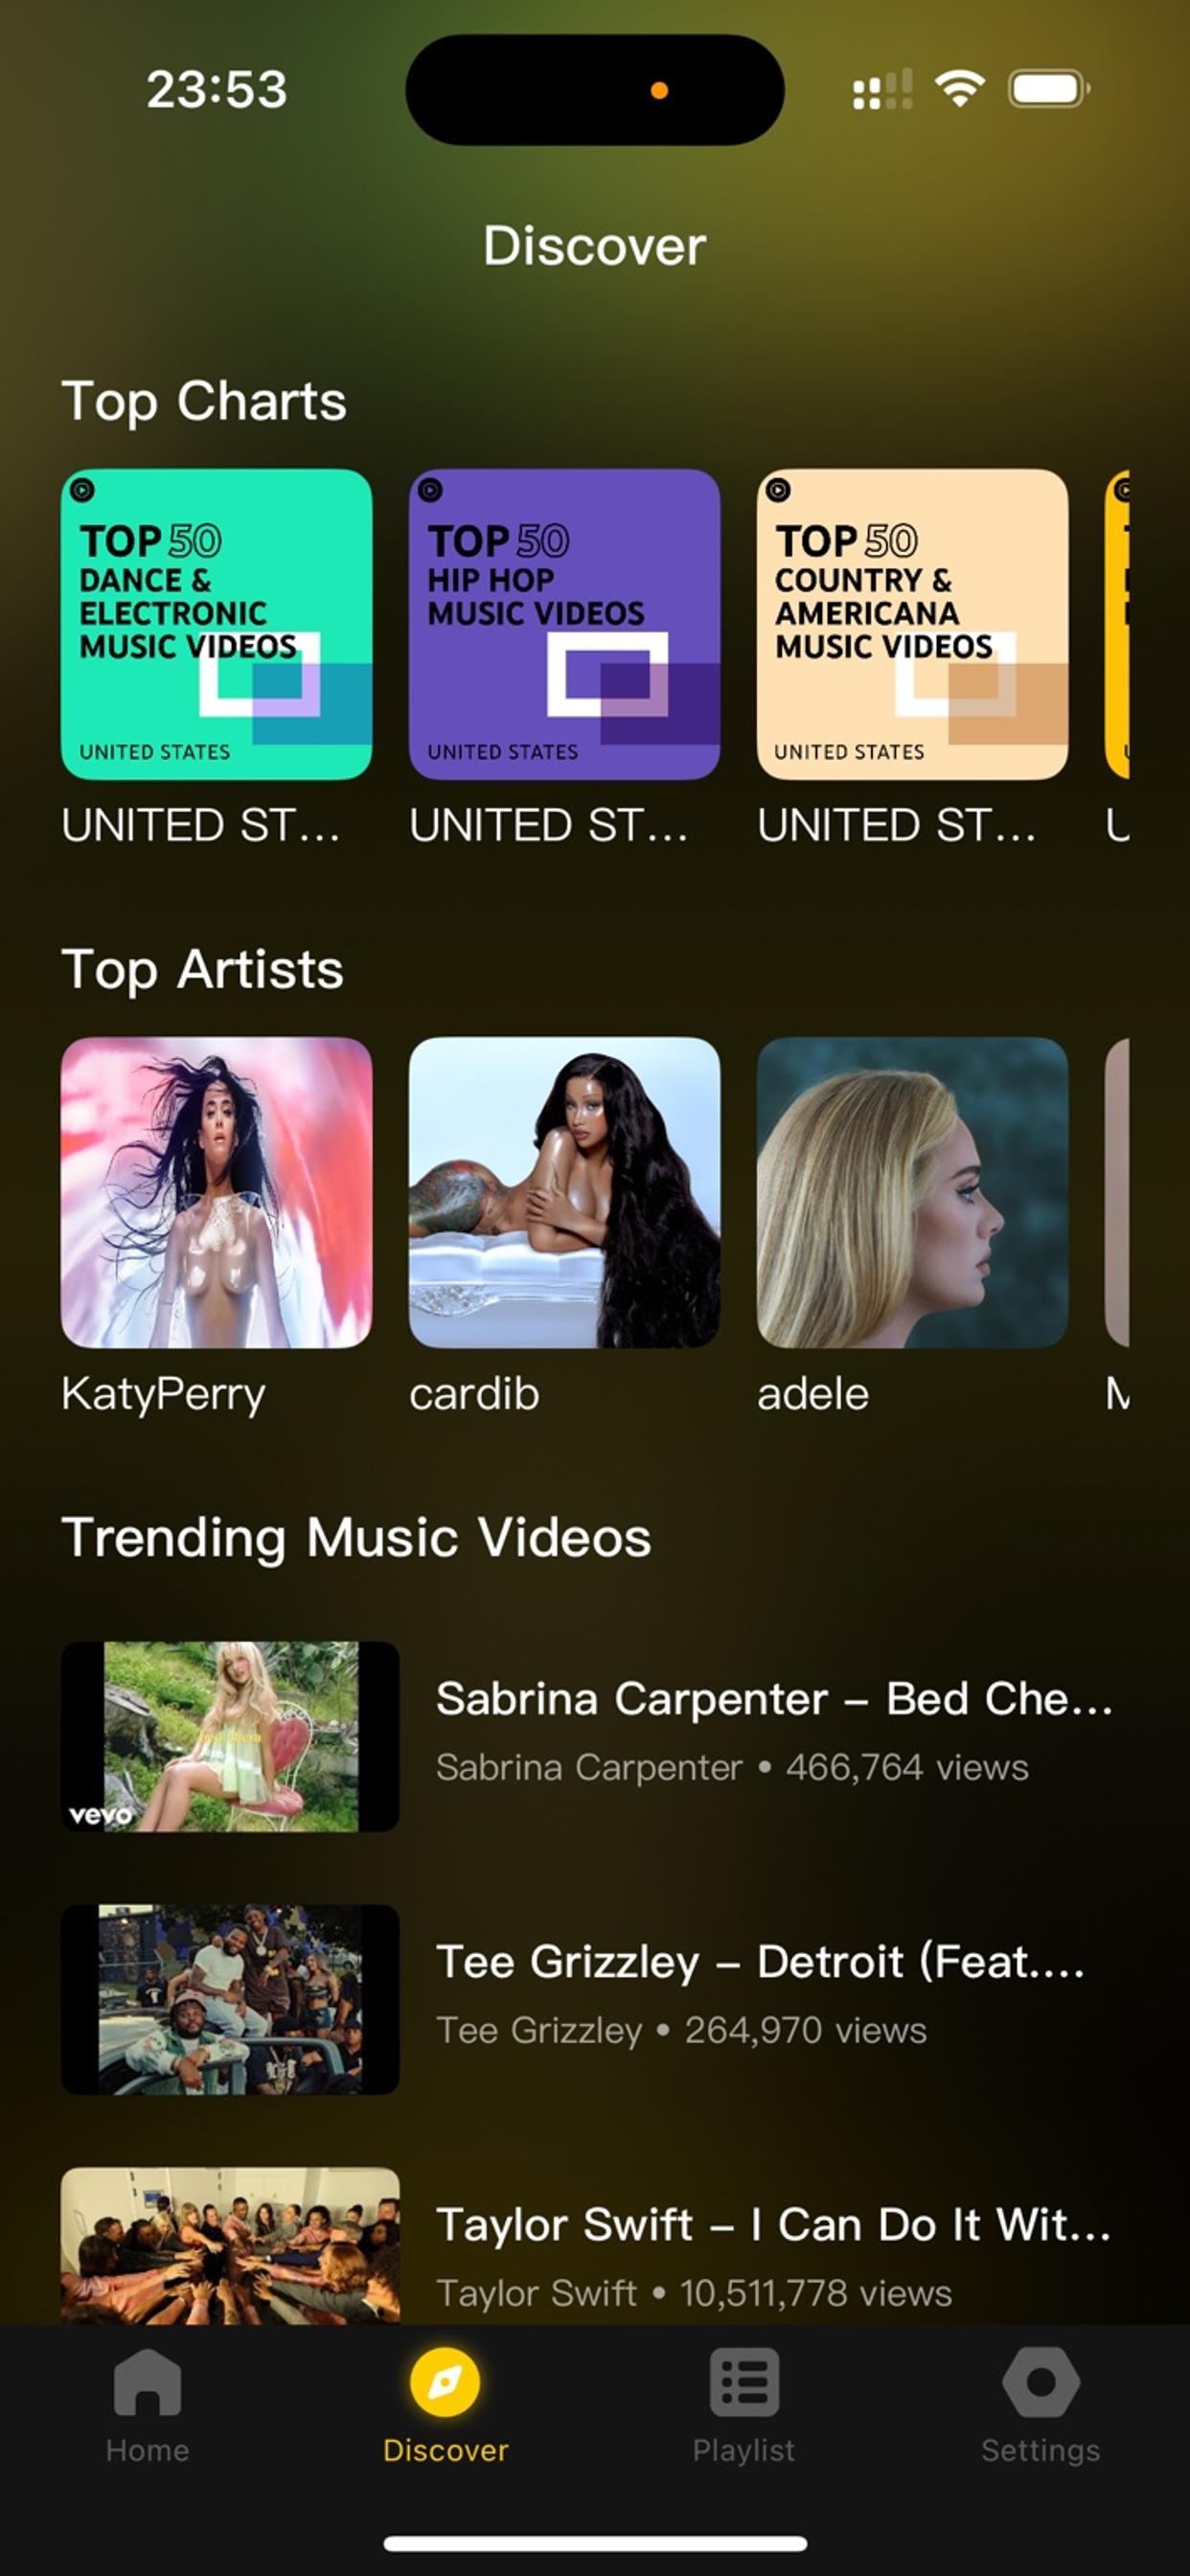 23:53
Discover
Top Charts
TOP 50
DANCE &
ELECTRONIC
MUSIC VIDEOS
UNITED STATES
UNITED ST...
TOP 50
HIP HOP
MUSIC VIDEOS
UNITED STATES
UNITED ST...
TOP 50
COUNTRY &
AMERICANA
MUSIC VIDEOS
UNITED STATES
UNITED ST...
Top Artists
KatyPerry
cardib
adele
Trending Music Videos
vevo
Sabrina Carpenter – Bed Che...
Sabrina Carpenter • 466,764 views
Tee Grizzley – Detroit (Feat....
Tee Grizzley • 264,970 views
Taylor Swift – I Can Do It Wit...
Taylor Swift • 10,511,778 views
Home
Discover
Playlist
Settings